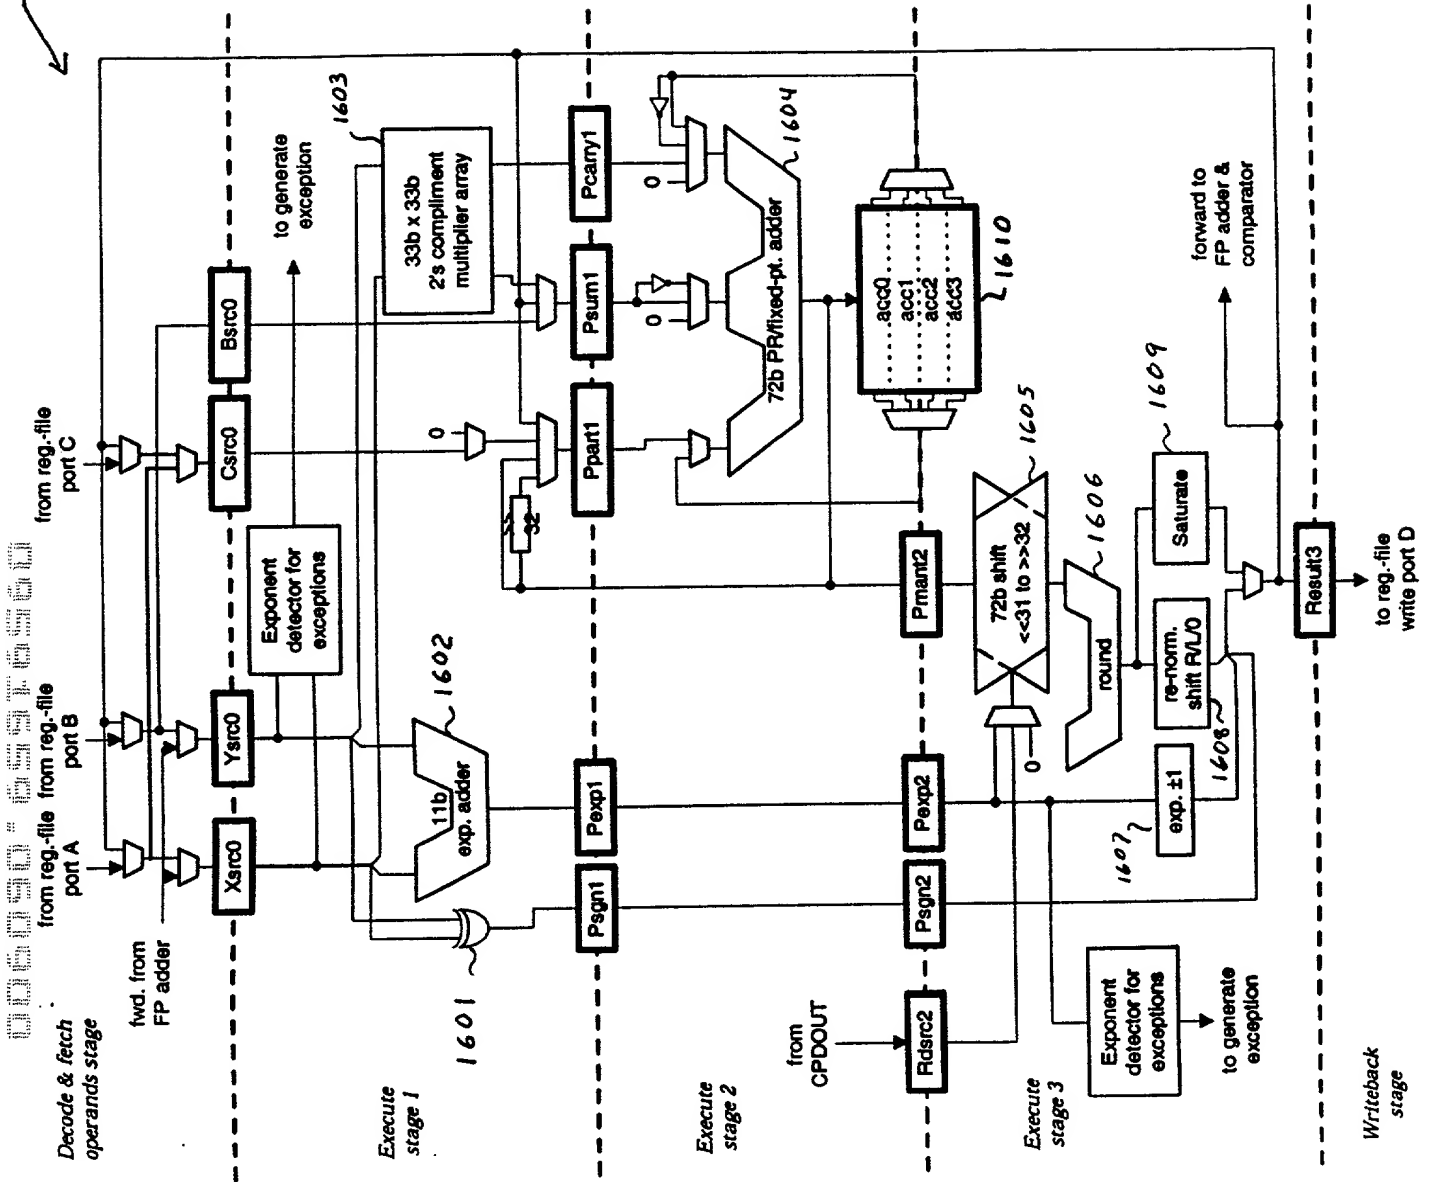 Decode & fetch
operands stage
from reg.-file
port A
from reg.-file
port B
from reg.-file
port C
fwd. from
FP adder
Xsrc0
Ysrc0
Csrc0
Bsrc0
Exponent
detector for
exceptions
to generate
exception
Execute
stage 1
1601
11b
exp. adder
1602
33b x 33b
2's compliment
multiplier array
1603
0
32
Psgn1
Pexp1
Ppart1
Psum1
Pcarry1
Execute
stage 2
0
0
72b PR/fixed-pt. adder
1604
acc0
acc1
acc2
acc3
1610
from
CPDOUT
Rdsrc2
Psgn2
Pexp2
Pmant2
Execute
stage 3
0
72b shift
<<31 to >>32
1605
round
1606
Exponent
detector for
exceptions
to generate
exception
exp. ±1
1607
re-norm.
shift R/L/0
1608
Saturate
1609
forward to
FP adder &
comparator
Result3
to reg.-file
write port D
Writeback
stage